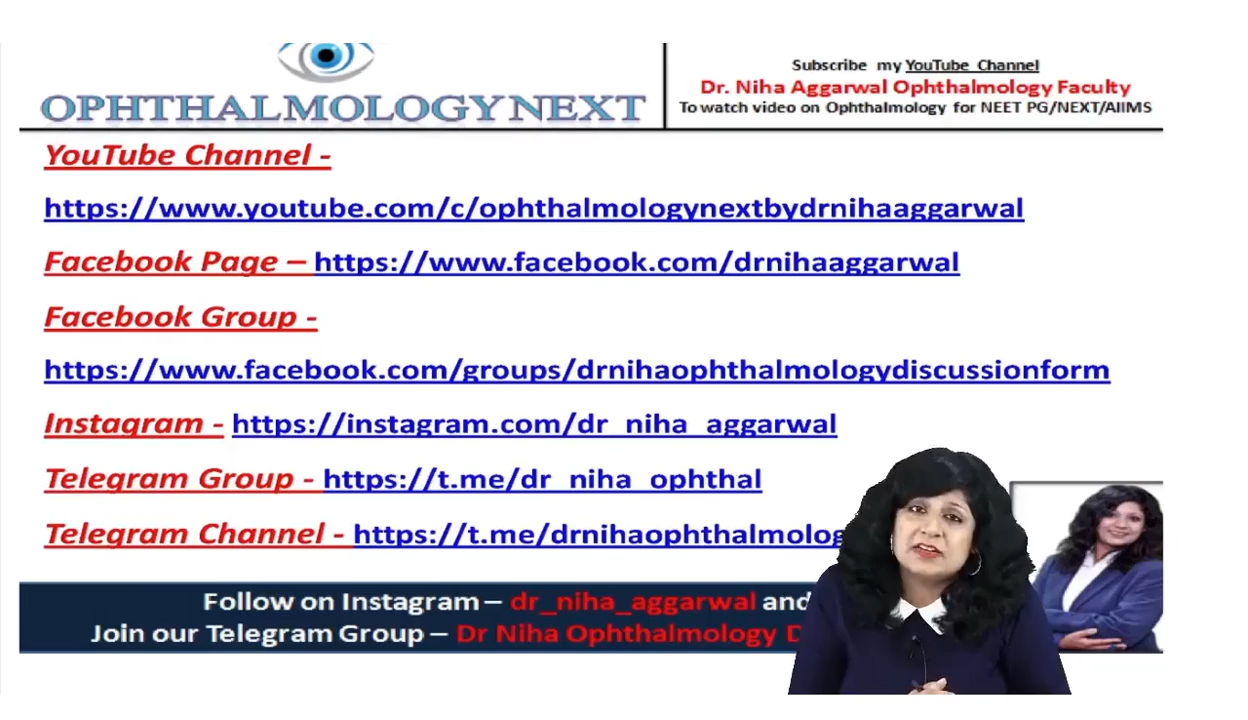 OPHTHALMOLOGY NEXT
Subscribe my YouTube Channel
Dr. Niha Aggarwal Ophthalmology Faculty
To watch video on Ophthalmology for NEET PG/NEXT/AIIMS
YouTube Channel -
https://www.youtube.com/c/ophthalmologynextbydrnihaaggarwal
Facebook Page – https://www.facebook.com/drnihaaggarwal
Facebook Group -
https://www.facebook.com/groups/drnihaophthalmologydiscussionform
Instagram - https://instagram.com/dr_niha_aggarwal
Telegram Group - https://t.me/dr_niha_ophthal
Telegram Channel -
Follow on Instagram – dr_niha_aggarwal and
Join our Telegram Group – Dr Niha Ophthalmology